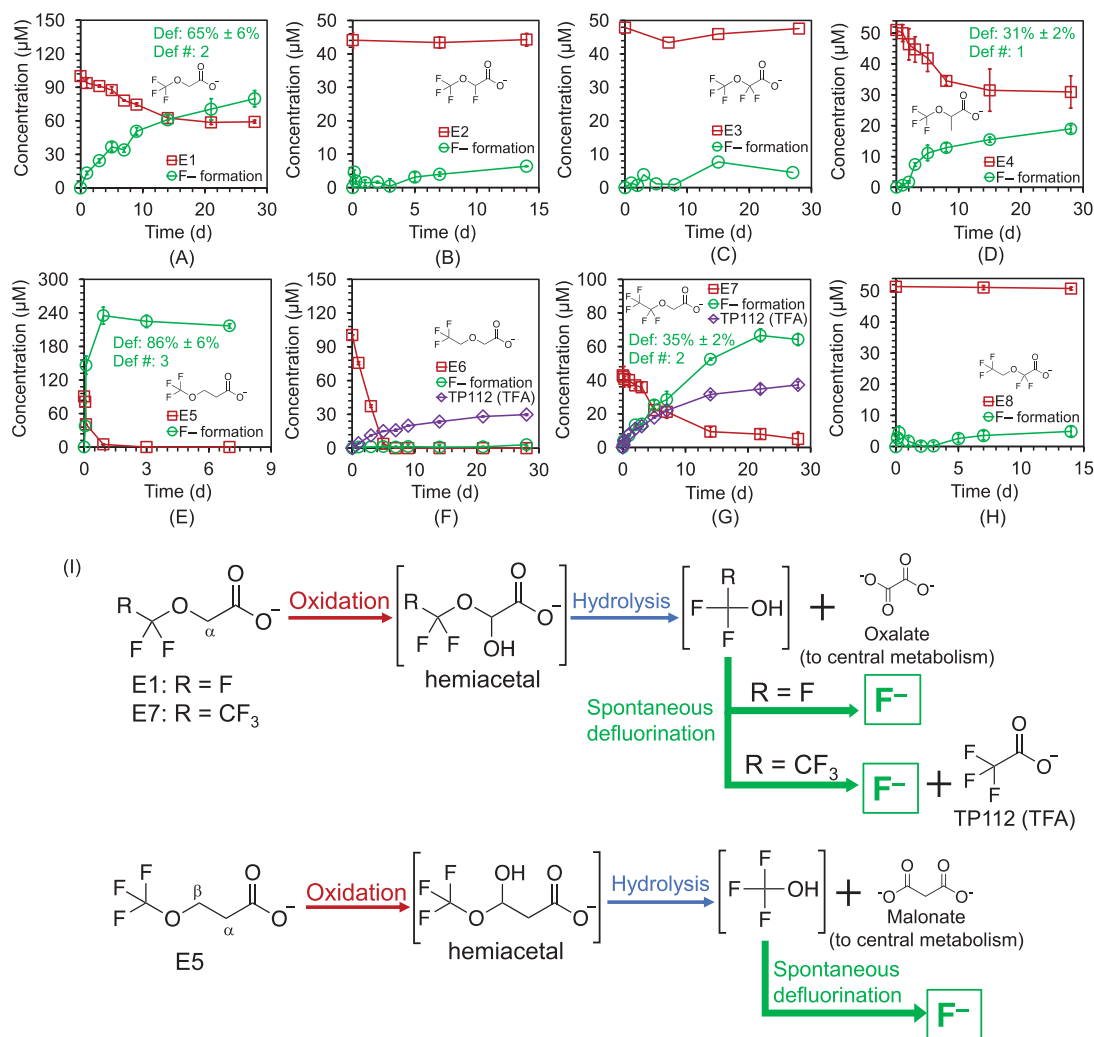 Concentration (µM)
150
120
90
60
30
0
Def: 65% ± 6%
Def #: 2
F
F
F
O
O
O⁻
E1
F– formation
0 10 20 30
Time (d)
(A)
Concentration (µM)
50
40
30
20
10
0
F
F
F
O
F
O
O⁻
E2
F– formation
0 5 10 15
Time (d)
(B)
Concentration (µM)
50
40
30
20
10
0
F
F
F
O
F
F
O
O⁻
E3
F– formation
0 10 20 30
Time (d)
(C)
Concentration (µM)
50
40
30
20
10
0
Def: 31% ± 2%
Def #: 1
F
F
F
O
O
O⁻
E4
F– formation
0 10 20 30
Time (d)
(D)
Concentration (µM)
300
240
180
120
60
0
Def: 86% ± 6%
Def #: 3
F
F
F
O
O
O⁻
E5
F– formation
0 3 6 9
Time (d)
(E)
Concentration (µM)
150
120
90
60
30
0
F
F
F
O
O
O⁻
E6
F– formation
TP112 (TFA)
0 10 20 30
Time (d)
(F)
Concentration (µM)
100
80
60
40
20
0
F
F
F
F
F
O
O
O⁻
E7
F– formation
TP112 (TFA)
Def: 35% ± 2%
Def #: 2
0 10 20 30
Time (d)
(G)
Concentration (µM)
50
40
30
20
10
0
F
F
F
O
F
F
O
O⁻
E8
F– formation
0 5 10 15
Time (d)
(H)
(I)
R
F F
O
α
O
O⁻
E1: R = F
E7: R = CF₃
Oxidation
R
F F
O
OH
O
O⁻
hemiacetal
Hydrolysis
R
F OH
F
+
⁻O
O
O
O⁻
Oxalate
(to central metabolism)
Spontaneous
defluorination
R = F
F⁻
R = CF₃
F⁻
+
F
F
F
O
O⁻
TP112 (TFA)
F
F
F
O
β
α
O
O⁻
E5
Oxidation
F
F
F
O
OH
O
O⁻
hemiacetal
Hydrolysis
F
F OH
F
+
O O
⁻O O⁻
Malonate
(to central metabolism)
Spontaneous
defluorination
F⁻